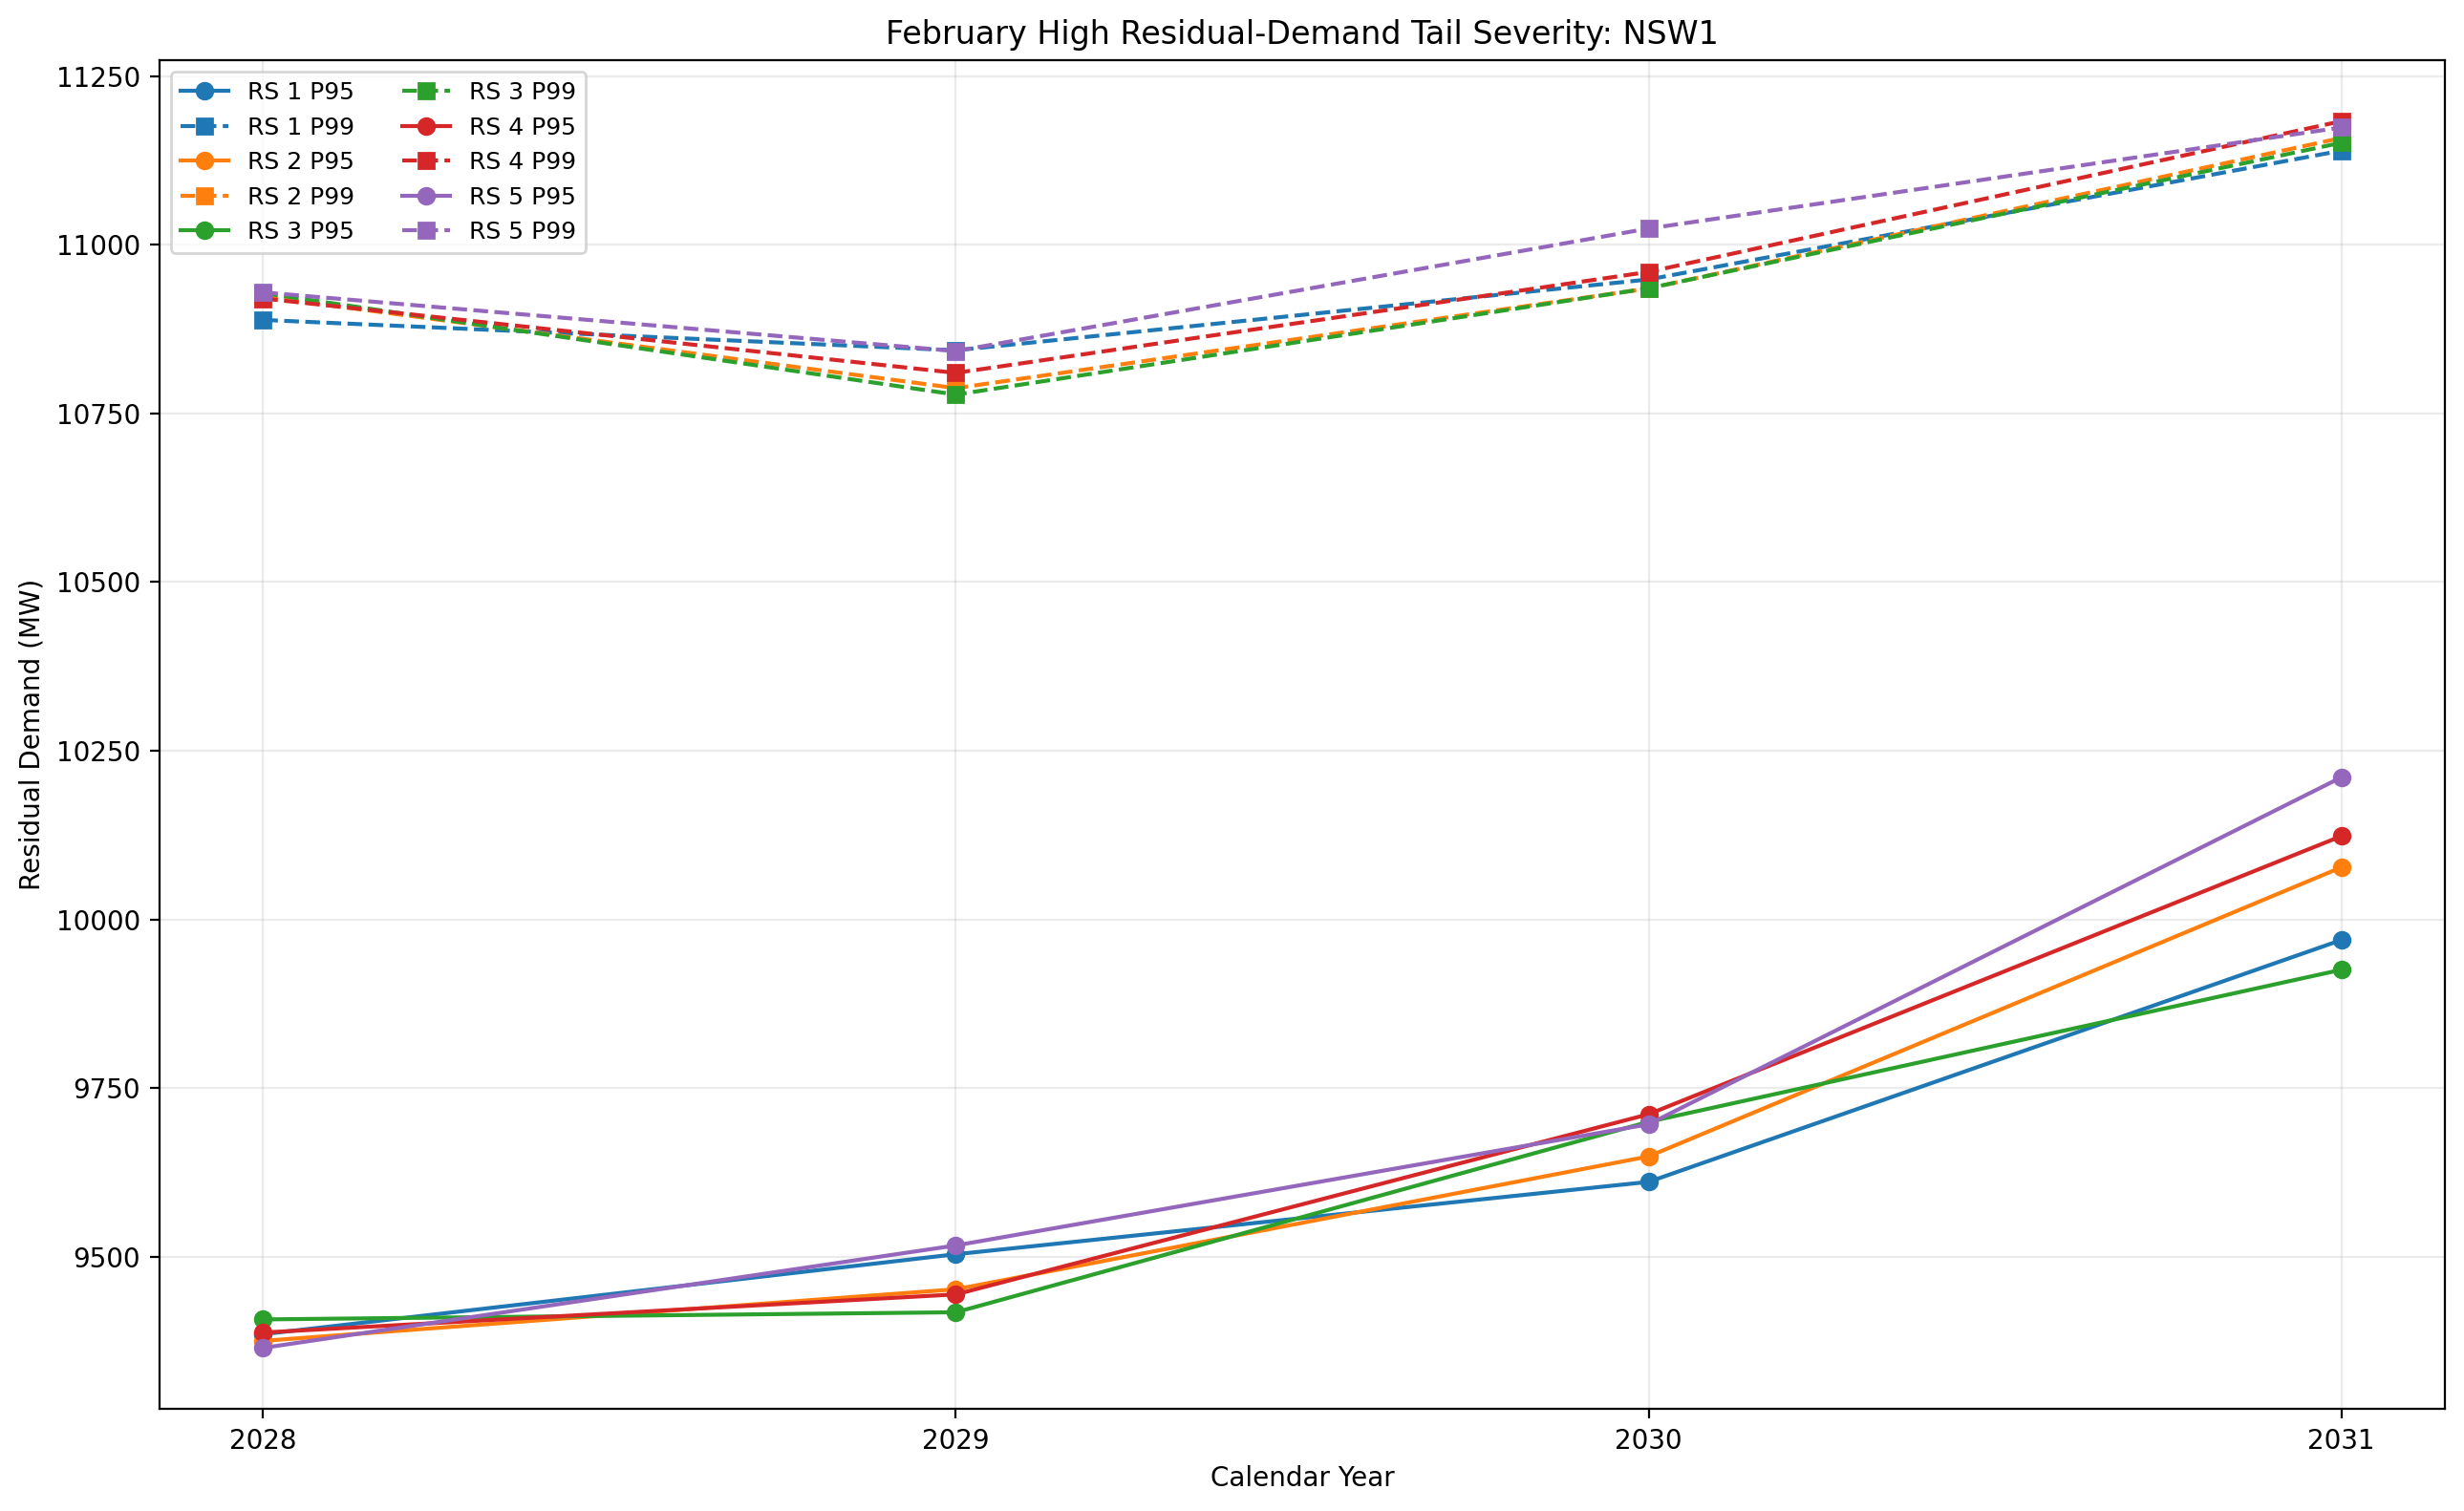 February High Residual-Demand Tail Severity: NSW1
11250
11000
10750
10500
10250
10000
9750
9500
Residual Demand (MW)
RS 1 P95
RS 1 P99
RS 2 P95
RS 2 P99
RS 3 P95
RS 3 P99
RS 4 P95
RS 4 P99
RS 5 P95
RS 5 P99
2028
2029
2030
2031
Calendar Year